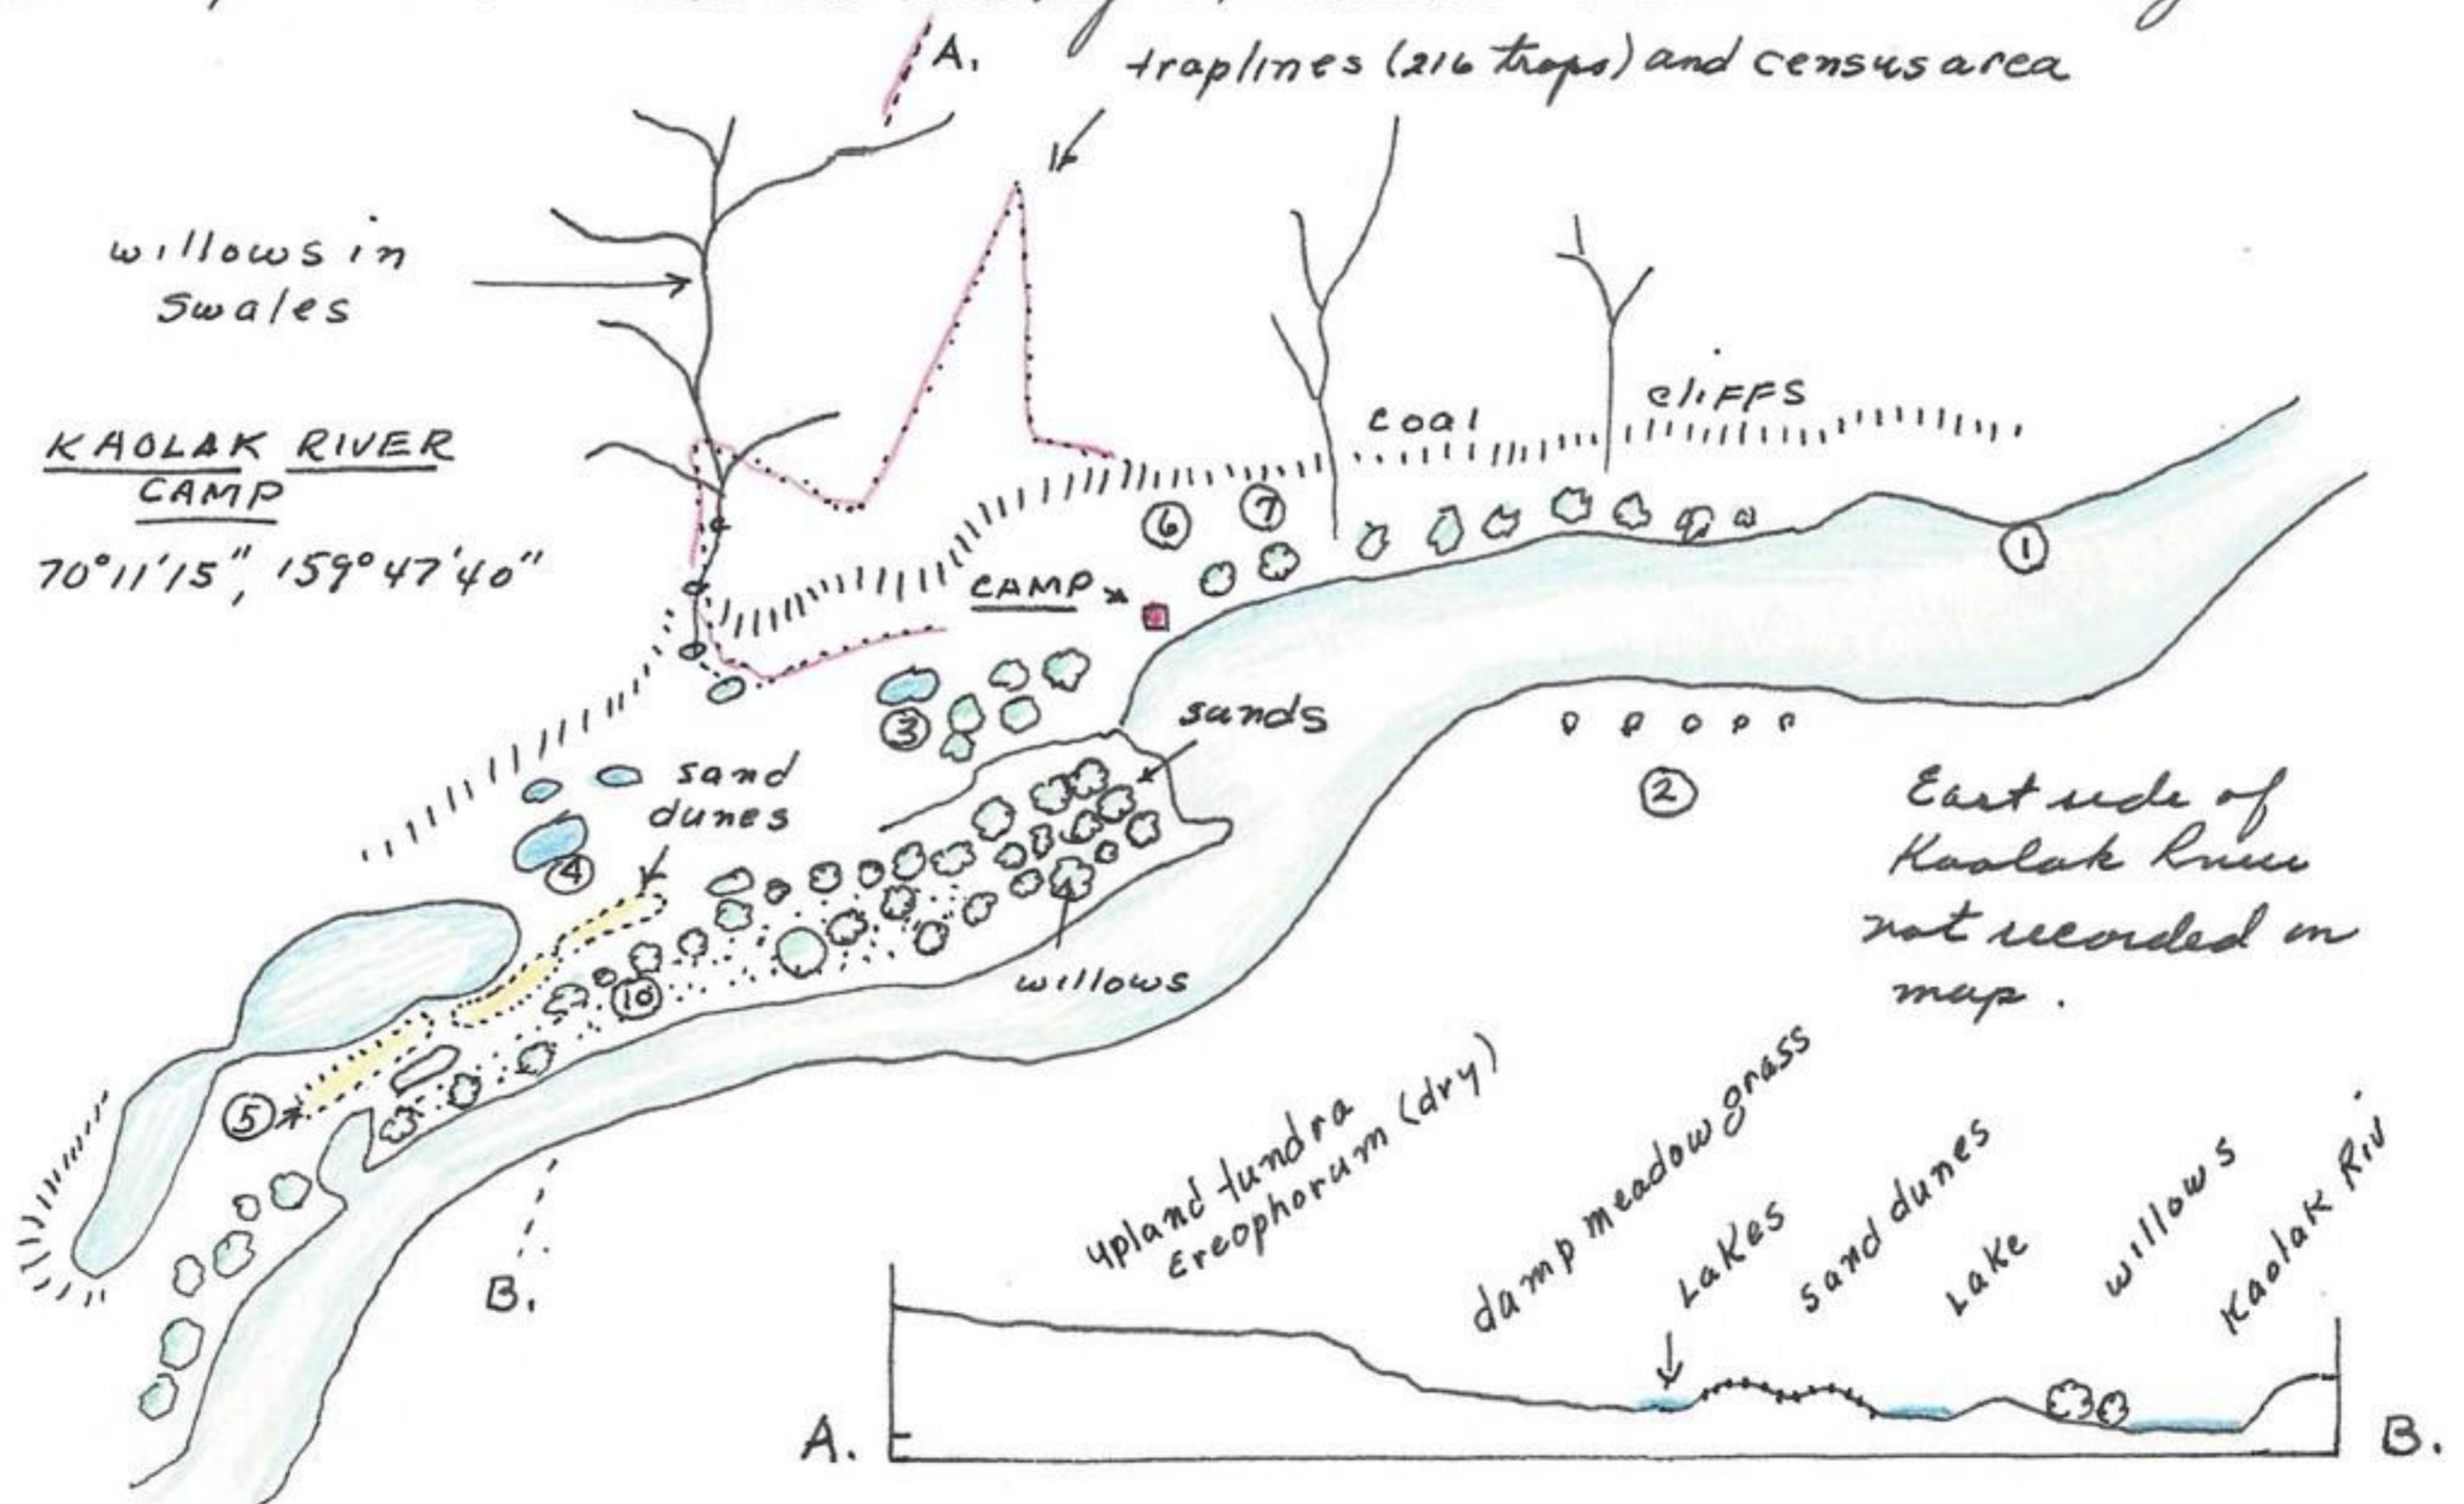 A.
traplines (216 traps) and census area
willows in
swales
cliffs
coal
KAOLAK RIVER
CAMP
70°11'15", 159°47'40"
6
7
1
CAMP
3
sands
sand
dunes
2
East side of
Kaolak River
not recorded on
map.
4
10
willows
5
B.
upland tundra
Ereophorum (dry)
damp meadow grass
Lakes
sand dunes
Lake
willows
Kaolak Riv
A.
B.